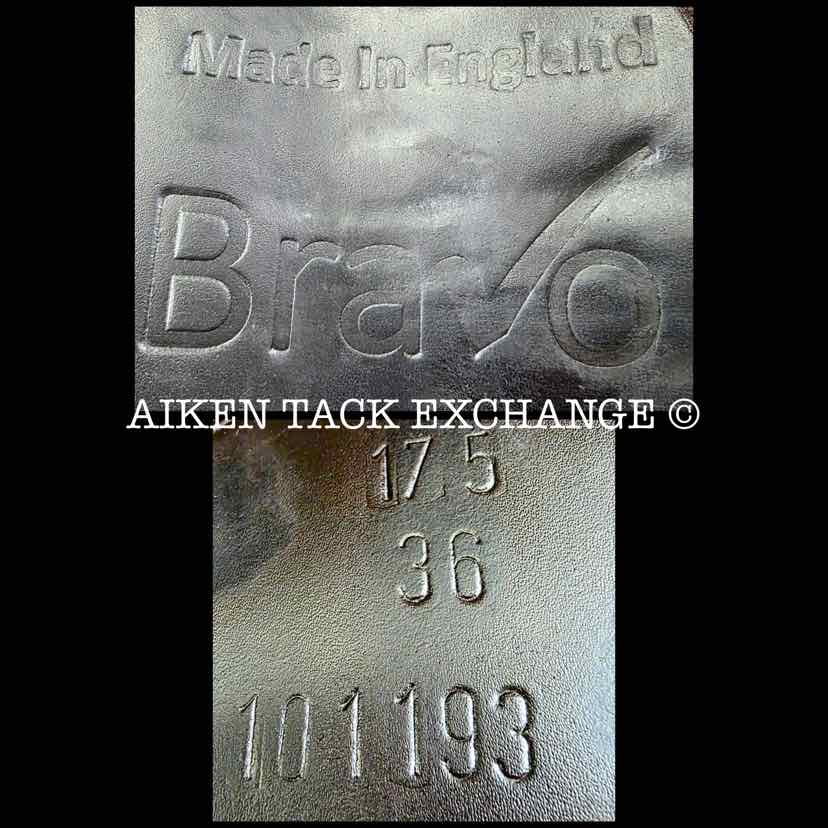 Made In England
Bravo
AIKEN TACK EXCHANGE ©
17.5
36
101193